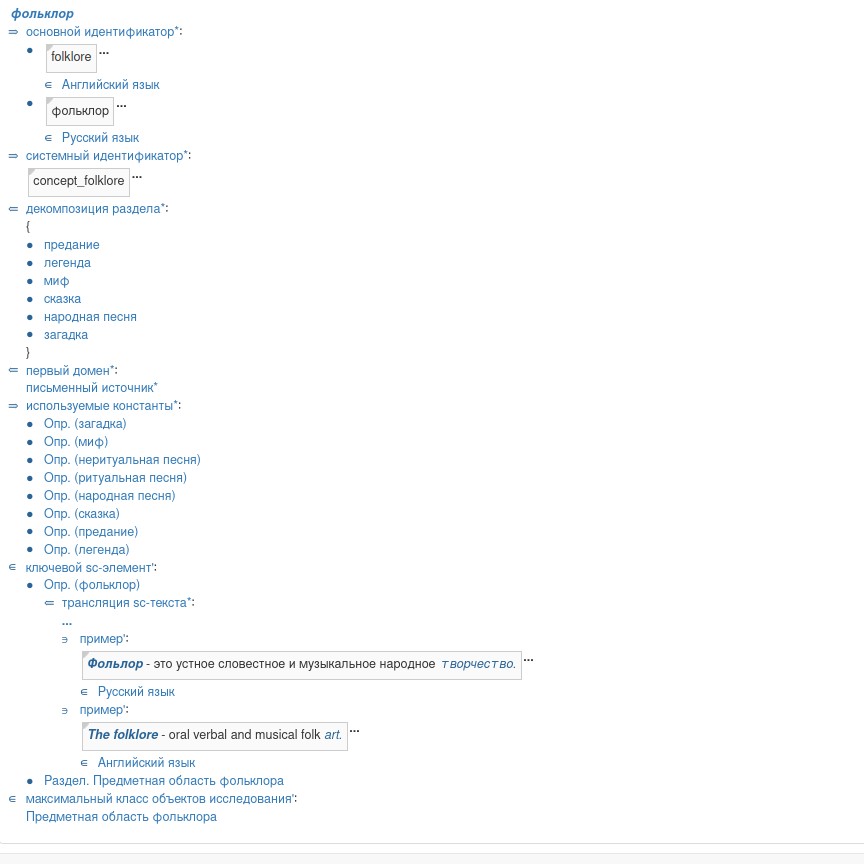 фольклор
⇒ основной идентификатор*:
● folklore ...
∈ Английский язык
● фольклор ...
∈ Русский язык
⇒ системный идентификатор*:
concept_folklore ...
⇐ декомпозиция раздела*:
{
● предание
● легенда
● миф
● сказка
● народная песня
● загадка
}
⇐ первый домен*:
письменный источник*
⇒ используемые константы*:
● Опр. (загадка)
● Опр. (миф)
● Опр. (неритуальная песня)
● Опр. (ритуальная песня)
● Опр. (народная песня)
● Опр. (сказка)
● Опр. (предание)
● Опр. (легенда)
∈ ключевой sc-элемент':
● Опр. (фольклор)
⇐ трансляция sc-текста*:
...
∋ пример':
Фольлор - это устное словестное и музыкальное народное творчество. ...
∈ Русский язык
∋ пример':
The folklore - oral verbal and musical folk art. ...
∈ Английский язык
● Раздел. Предметная область фольклора
∈ максимальный класс объектов исследования':
Предметная область фольклора